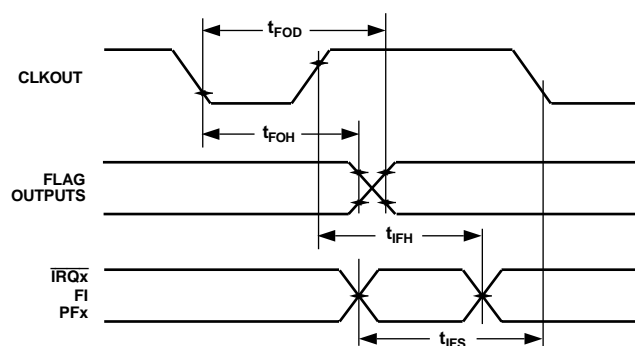 tFOD
CLKOUT
tFOH
FLAG
OUTPUTS
tIFH
IRQx
FI
PFx
tIFS